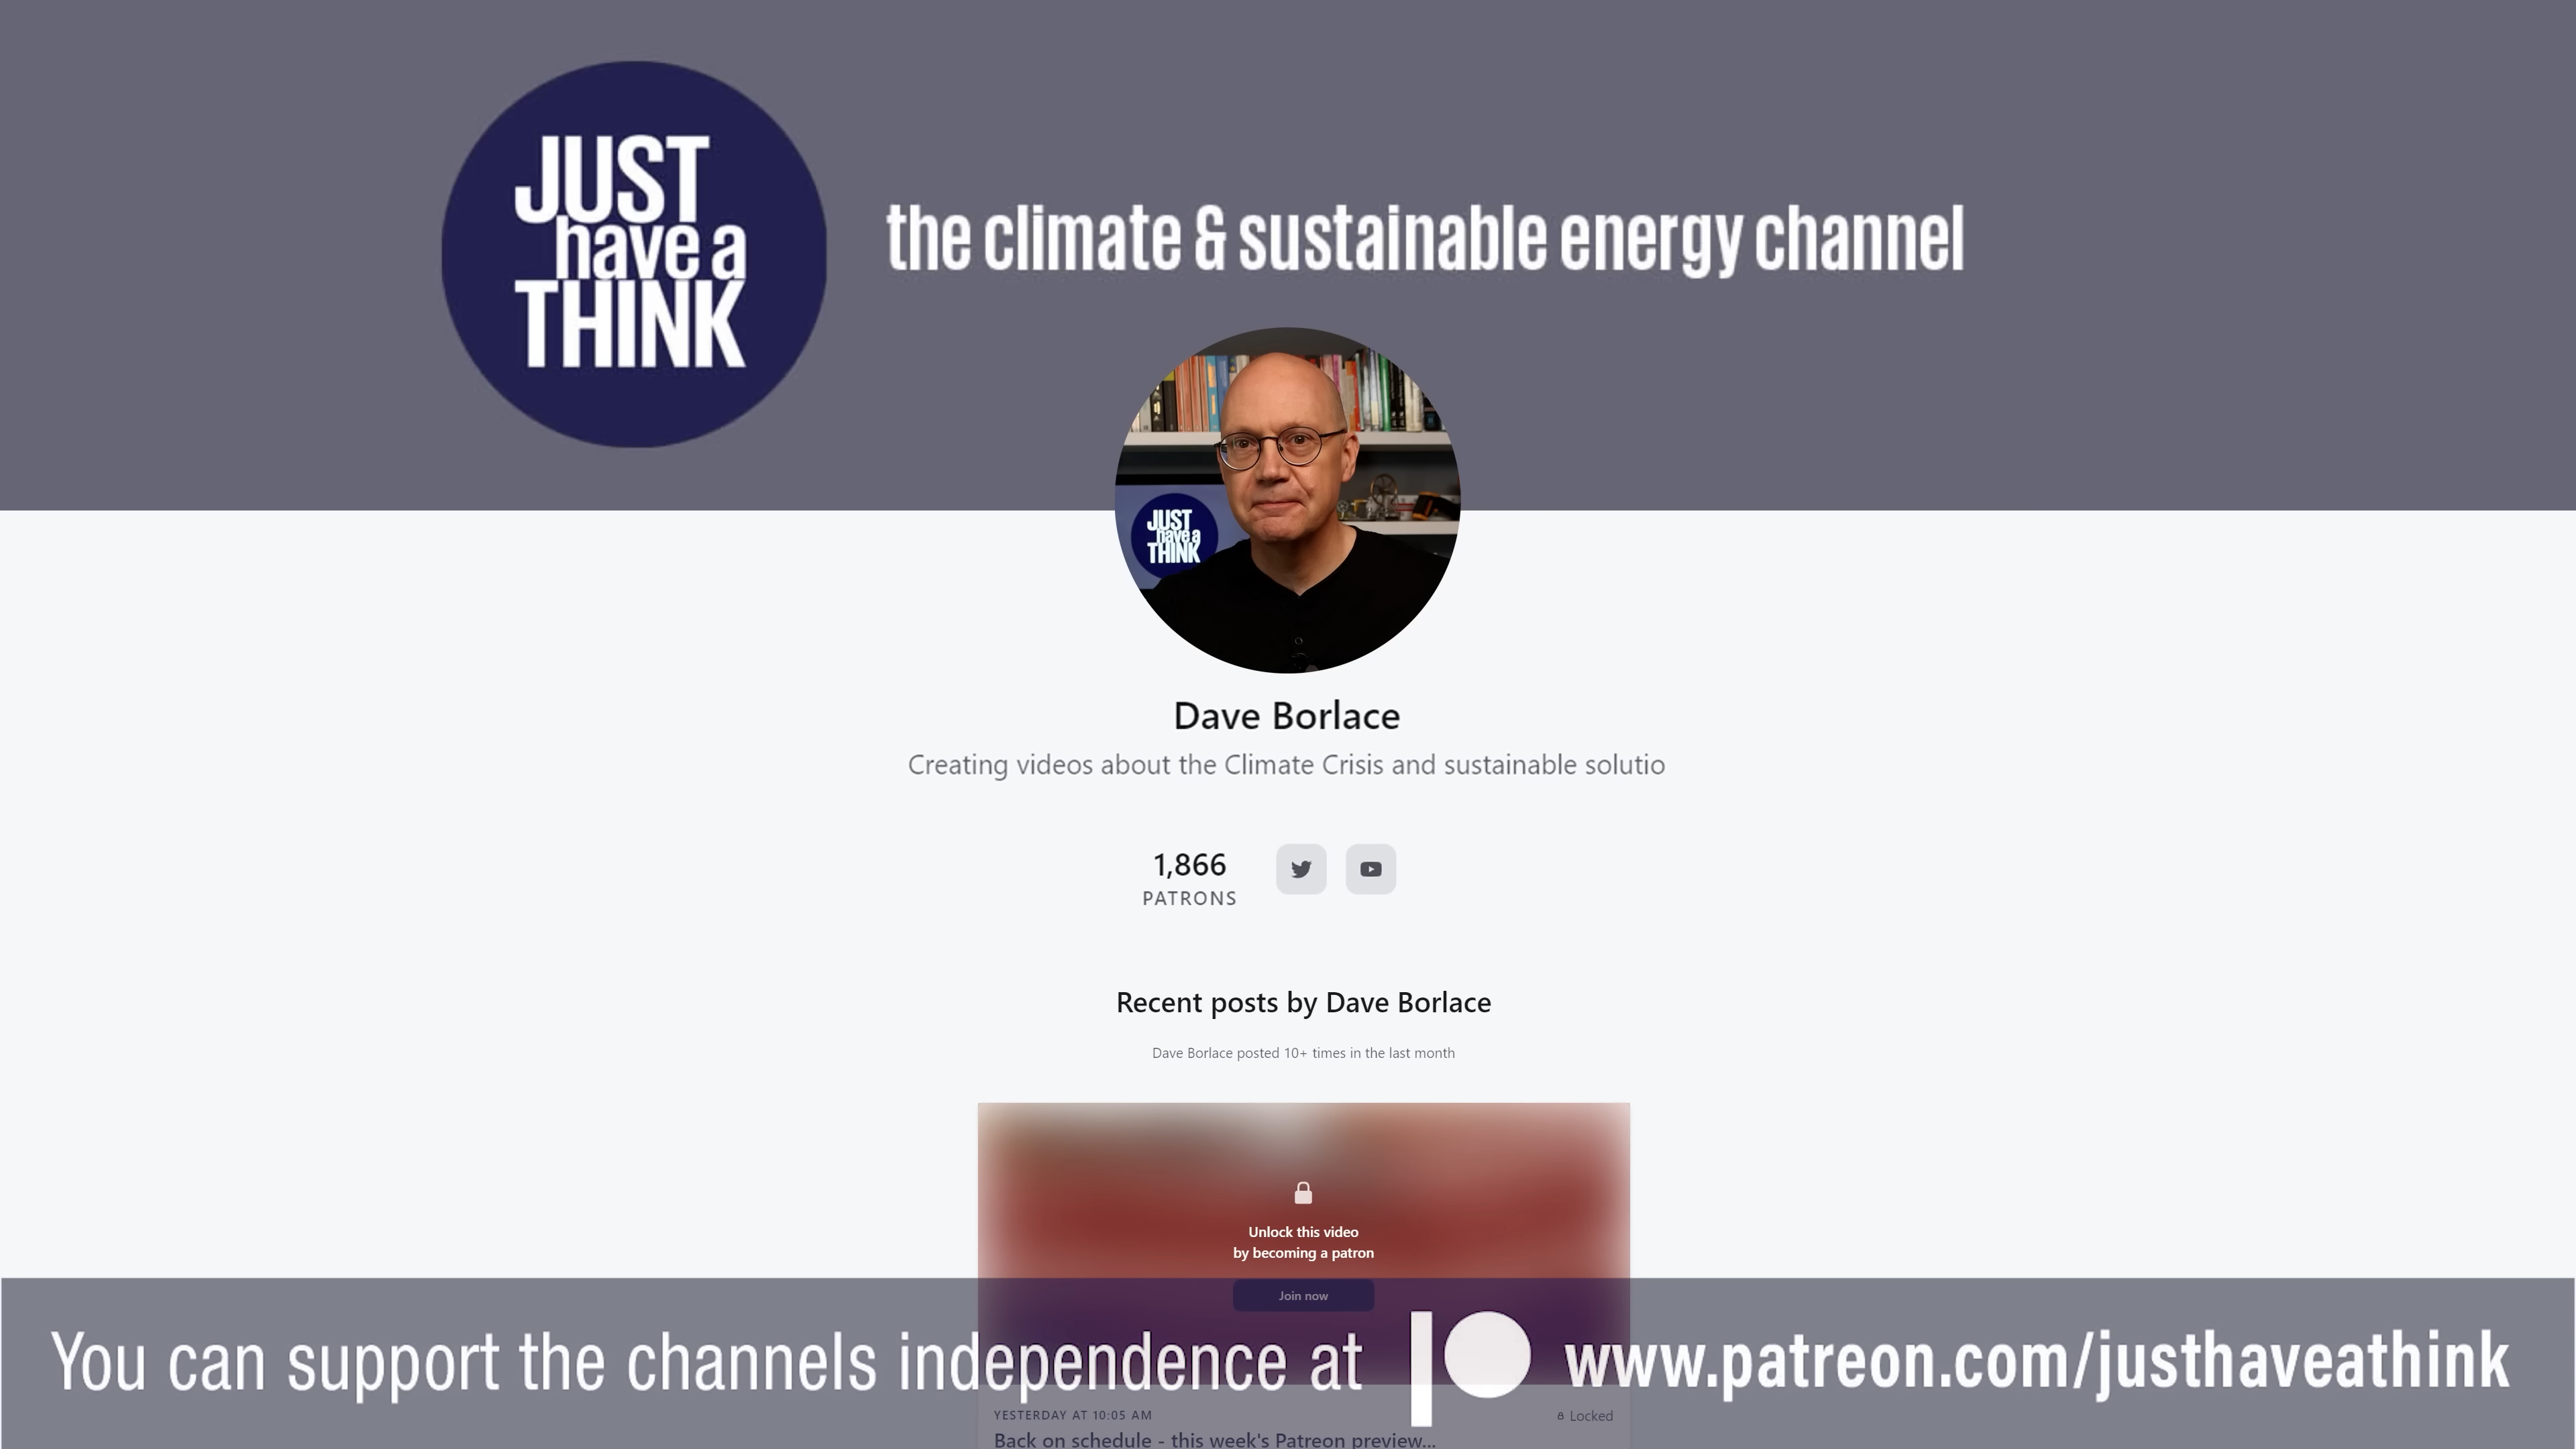 JUST
have a
THINK
the climate & sustainable energy channel
JUST
have a
THINK
Dave Borlace
Creating videos about the Climate Crisis and sustainable solutio
1,866
PATRONS
Recent posts by Dave Borlace
Dave Borlace posted 10+ times in the last month
Unlock this video
by becoming a patron
Join now
You can support the channels independence at www.patreon.com/justhaveathink
YESTERDAY AT 10:05 AM
Locked
Back on schedule - this week's Patreon preview...